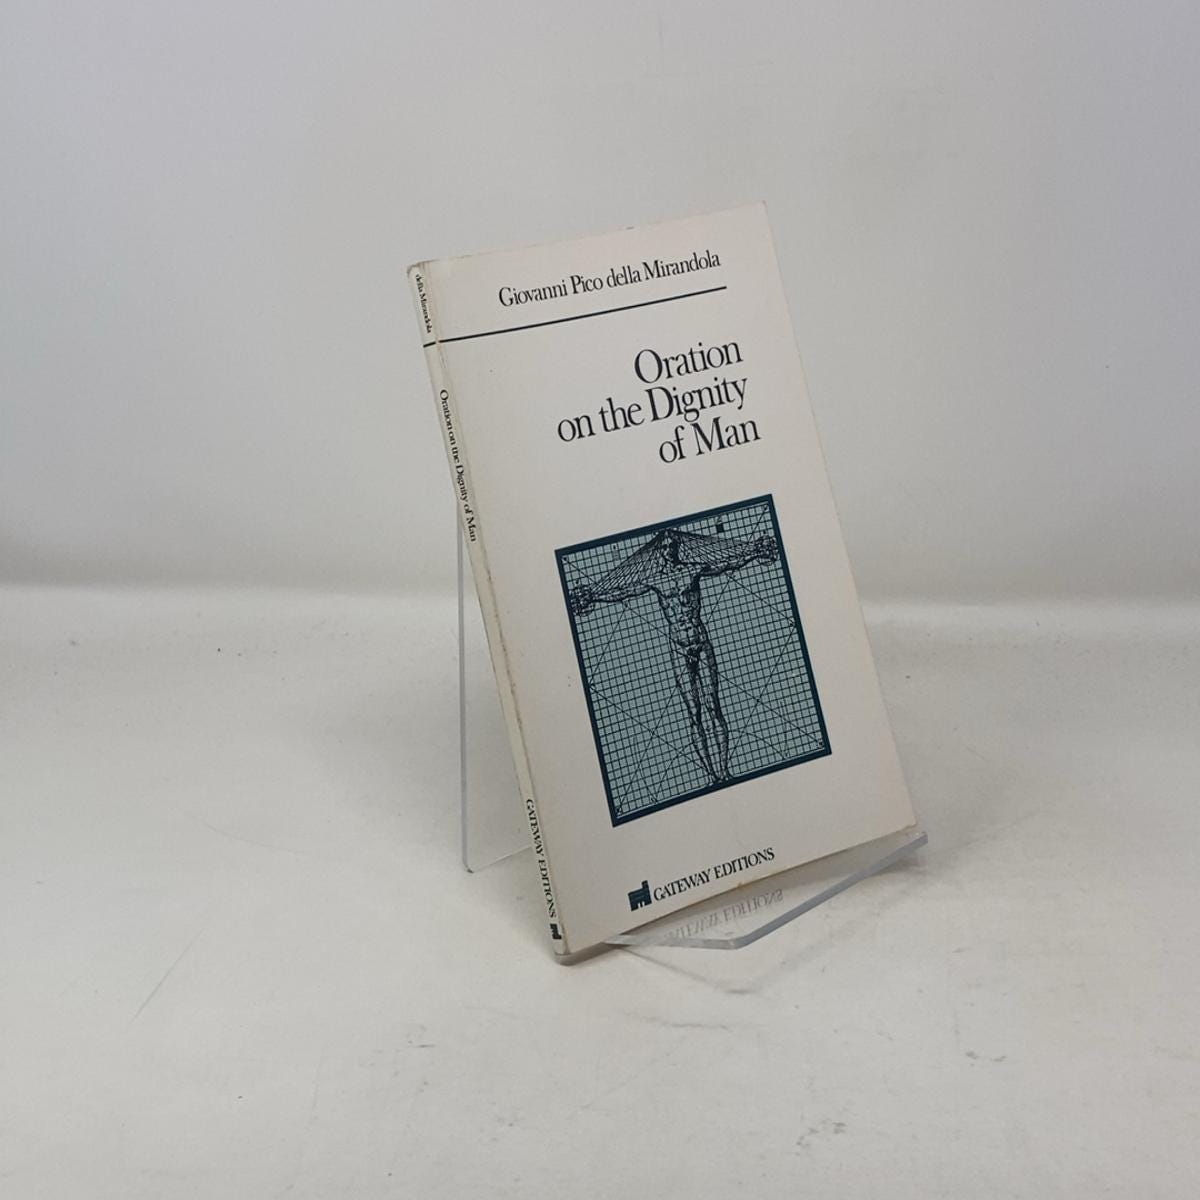 Giovanni Pico della Mirandola
Oration
on the Dignity
of Man
GATEWAY EDITIONS
della Mirandola
Oration on the Dignity of Man
GATEWAY EDITIONS